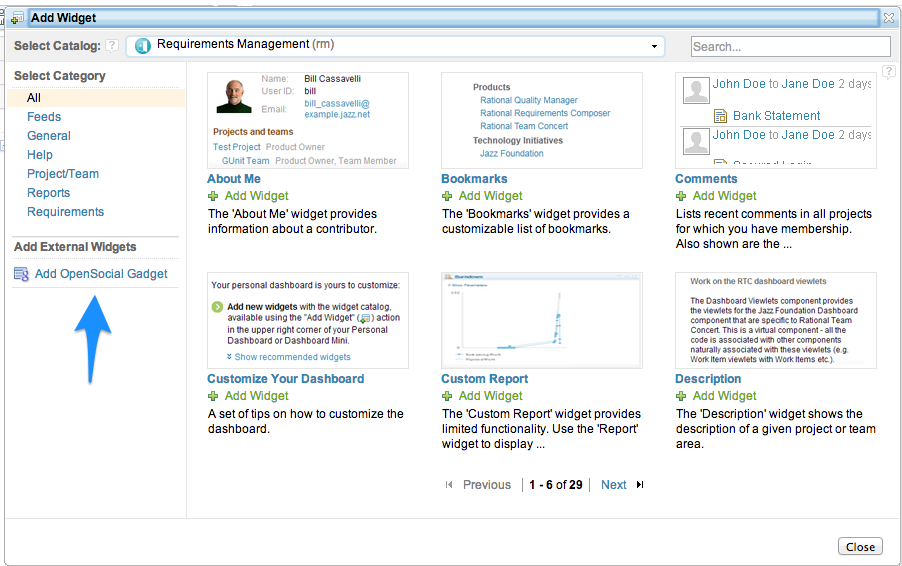 Add Widget
Select Catalog: ? Requirements Management (rm)
Search...
Select Category
All
Feeds
General
Help
Project/Team
Reports
Requirements
Add External Widgets
Add OpenSocial Gadget
?
Name: Bill Cassavelli
User ID: bill
Email: bill_cassavelli@
example.jazz.net
Projects and teams
Test Project Product Owner
GUnit Team Product Owner, Team Member
About Me
Add Widget
The 'About Me' widget provides
information about a contributor.
Products
Rational Quality Manager
Rational Requirements Composer
Rational Team Concert
Technology Initiatives
Jazz Foundation
Bookmarks
Add Widget
The 'Bookmarks' widget provides a
customizable list of bookmarks.
John Doe to Jane Doe 2 days
Bank Statement
John Doe to Jane Doe 2 days
Comments
Add Widget
Lists recent comments in all projects
for which you have membership.
Also shown are the ...
Your personal dashboard is yours to customize:
Add new widgets with the widget catalog,
available using the "Add Widget" ( ) action
in the upper right corner of your Personal
Dashboard or Dashboard Mini.
Show recommended widgets
Customize Your Dashboard
Add Widget
A set of tips on how to customize the
dashboard.
Custom Report
Add Widget
The 'Custom Report' widget provides
limited functionality. Use the 'Report'
widget to display ...
Work on the RTC dashboard viewlets
The Dashboard Viewlets component provides
the viewlets for the Jazz Foundation Dashboard
component that are specific to Rational Team
Concert. This is a virtual component - all the
code is associated with other components
naturally associated with these viewlets (e.g.
Work Item viewlets with Work Items etc.).
Description
Add Widget
The 'Description' widget shows the
description of a given project or team
area.
Previous | 1 - 6 of 29 | Next
Close